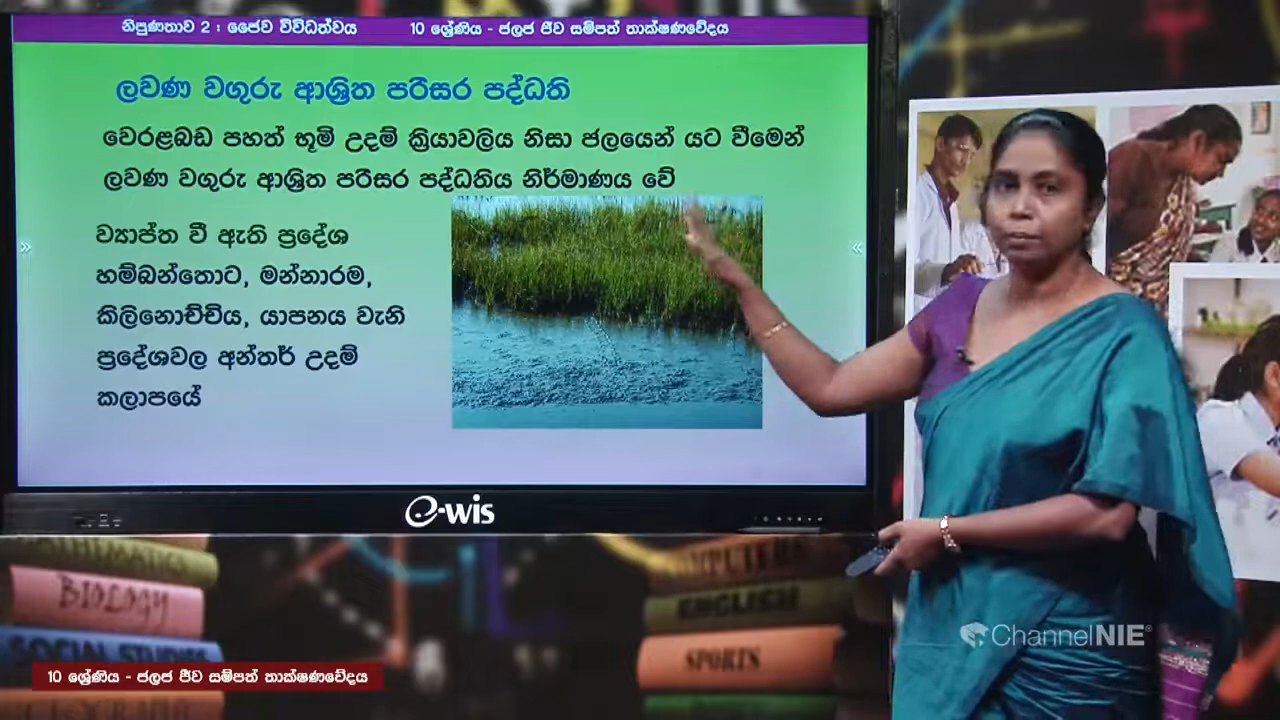 නිපුණතාව 2 : ජෛව විවිධත්වය 10 ශ්‍රේණිය - ජලජ ජීව සම්පත් තාක්ෂණවේදය
ලවණ වගුරු ආශ්‍රිත පරිසර පද්ධති
වෙරළබඩ පහත් භූමි උදම් ක්‍රියාවලිය නිසා ජලයෙන් යට වීමෙන්
ලවණ වගුරු ආශ්‍රිත පරිසර පද්ධතිය නිර්මාණය වේ
ව්‍යාප්ත වී ඇති ප්‍රදේශ
හම්බන්තොට, මන්නාරම,
කිලිනොච්චිය, යාපනය වැනි
ප්‍රදේශවල අන්තර් උදම්
කලාපයේ
e-wis
MATHEMATICS
BIOLOGY
SOCIAL STUDIES
COMPUTERS
ENGLISH
SPORTS
ChannelNIE
10 ශ්‍රේණිය - ජලජ ජීව සම්පත් තාක්ෂණවේදය